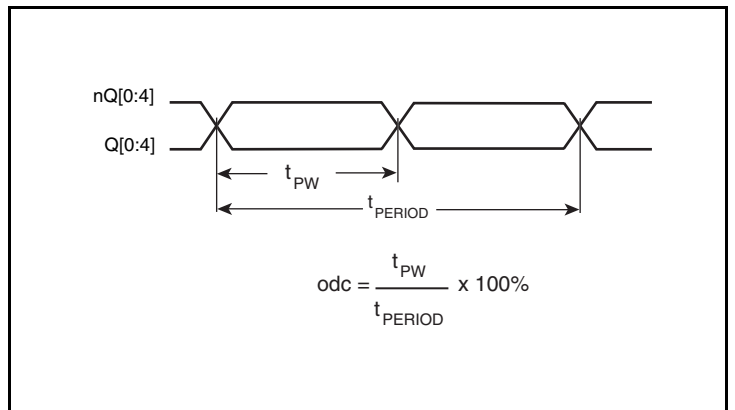 nQ[0:4]
Q[0:4]
tPW
tPERIOD
odc = tPW / tPERIOD x 100%